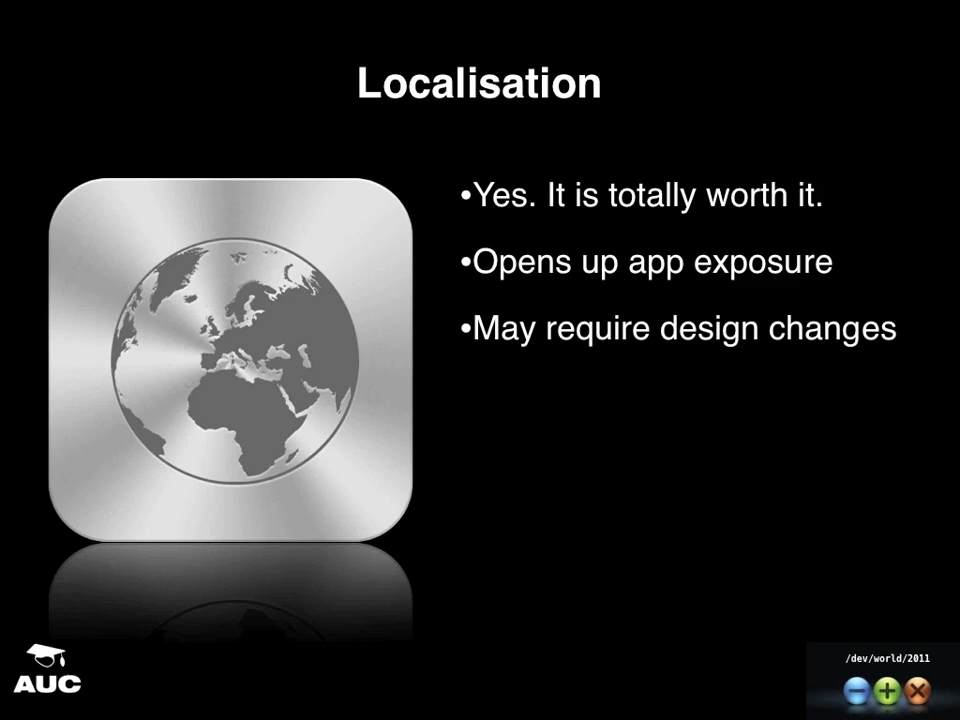 Localisation
•Yes. It is totally worth it.
•Opens up app exposure
•May require design changes
AUC
/dev/world/2011